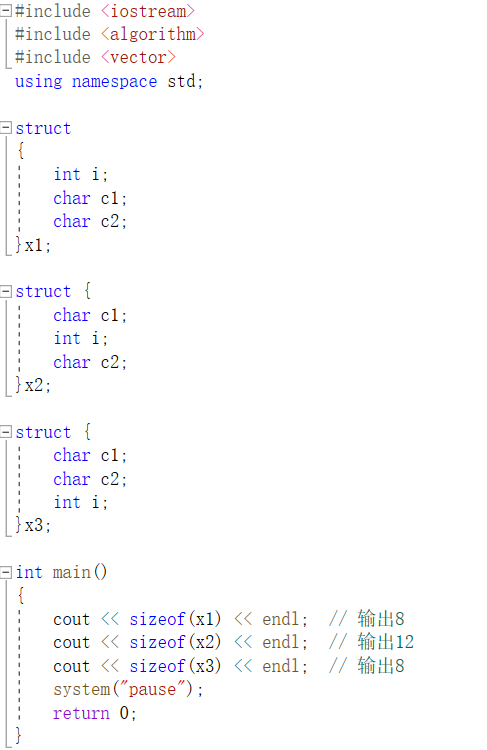 #include <iostream>
#include <algorithm>
#include <vector>
using namespace std;
struct
{
int i;
char c1;
char c2;
}x1;
struct {
char c1;
int i;
char c2;
}x2;
struct {
char c1;
char c2;
int i;
}x3;
int main()
{
cout << sizeof(x1) << endl; // 输出8
cout << sizeof(x2) << endl; // 输出12
cout << sizeof(x3) << endl; // 输出8
system("pause");
return 0;
}